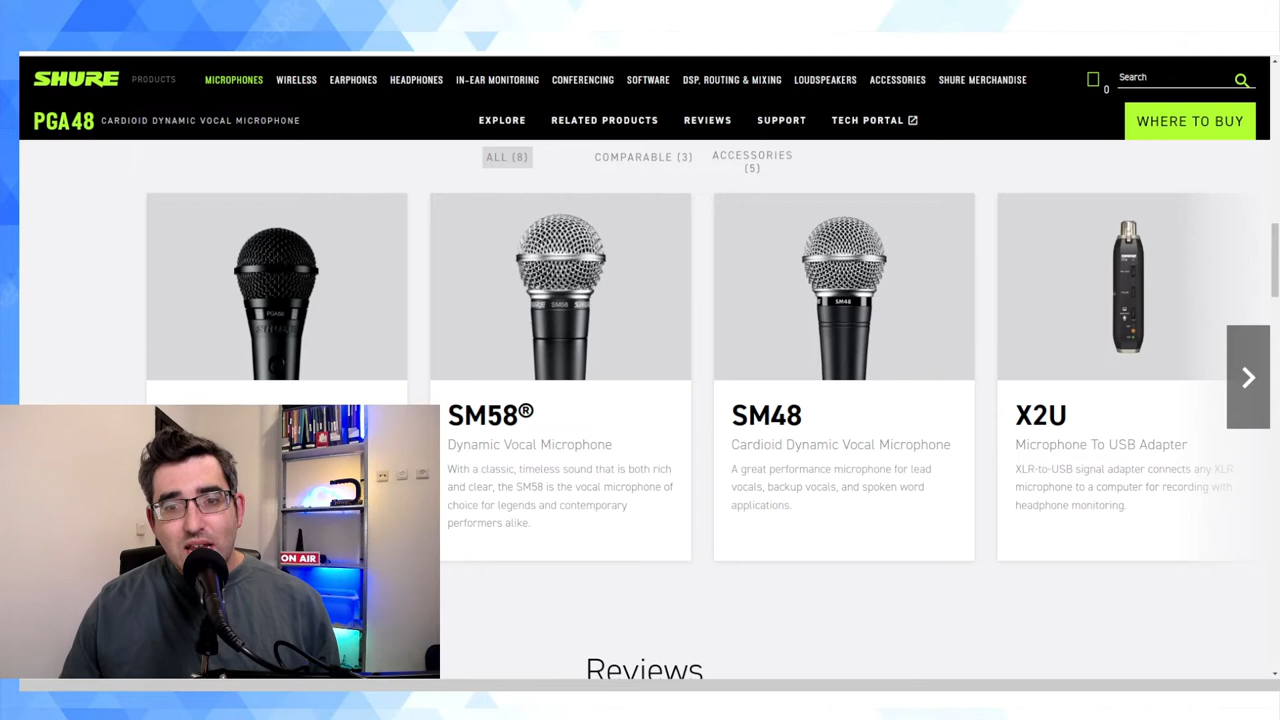 SHURE PRODUCTS MICROPHONES WIRELESS EARPHONES HEADPHONES IN-EAR MONITORING CONFERENCING SOFTWARE DSP, ROUTING & MIXING LOUDSPEAKERS ACCESSORIES SHURE MERCHANDISE 0 Search
PGA48 CARDIOID DYNAMIC VOCAL MICROPHONE EXPLORE RELATED PRODUCTS REVIEWS SUPPORT TECH PORTAL WHERE TO BUY
ALL (8) COMPARABLE (3) ACCESSORIES
(5)
SM58
SHURE
SM48
SM58®
Dynamic Vocal Microphone
With a classic, timeless sound that is both rich
and clear, the SM58 is the vocal microphone of
choice for legends and contemporary
performers alike.
SM48
Cardioid Dynamic Vocal Microphone
A great performance microphone for lead
vocals, backup vocals, and spoken word
applications.
X2U
Microphone To USB Adapter
XLR-to-USB signal adapter connects any XLR
microphone to a computer for recording with
headphone monitoring.
ON AIR
Reviews